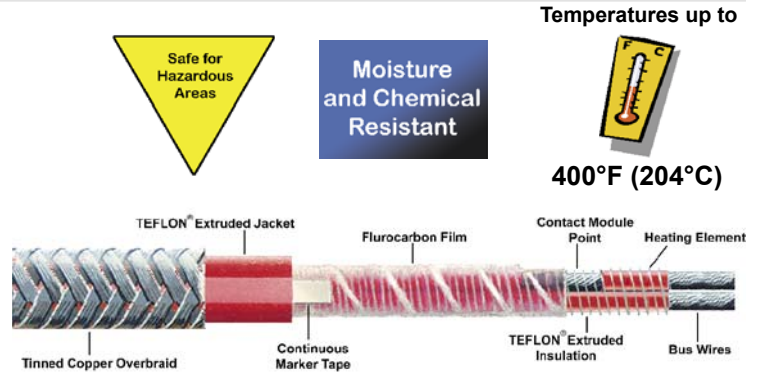 Temperatures up to
Safe for
Hazardous
Areas
Moisture
and Chemical
Resistant
F C
400°F (204°C)
TEFLON® Extruded Jacket
Flurocarbon Film
Contact Module
Point
Heating Element
Tinned Copper Overbraid
Continuous
Marker Tape
TEFLON® Extruded
Insulation
Bus Wires